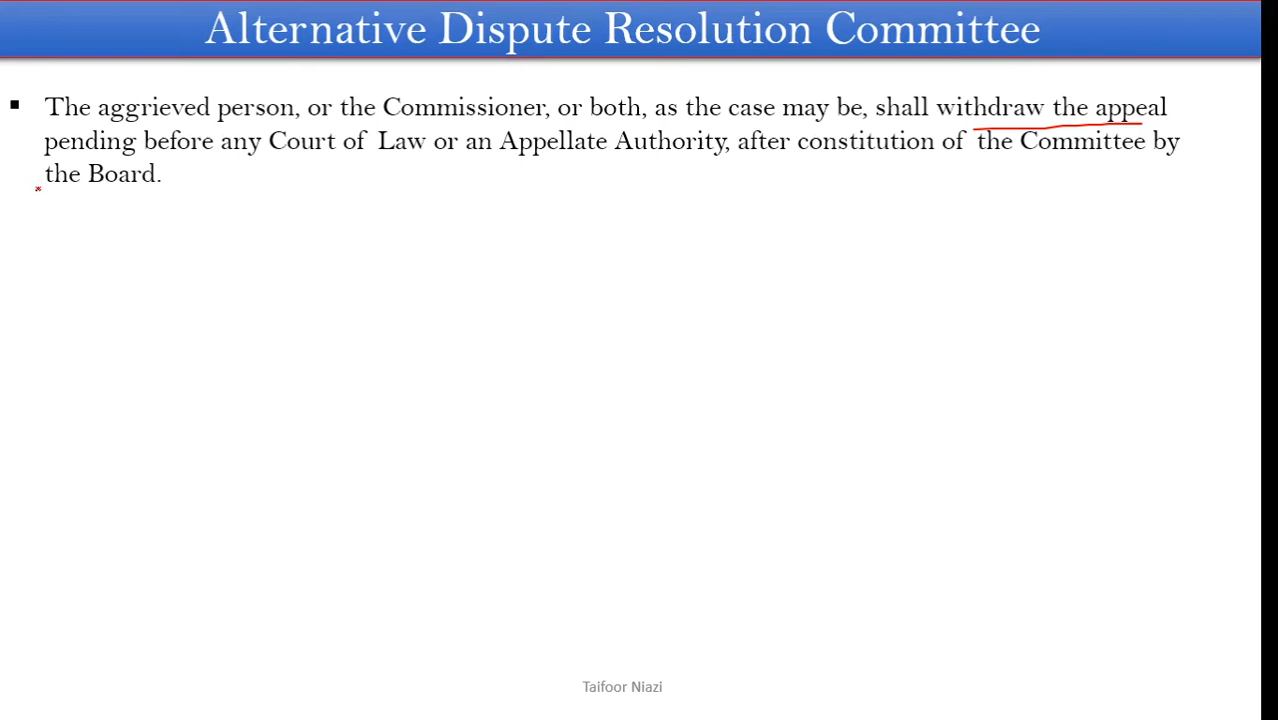 Alternative Dispute Resolution Committee
▪ The aggrieved person, or the Commissioner, or both, as the case may be, shall withdraw the appeal
pending before any Court of Law or an Appellate Authority, after constitution of the Committee by
the Board.
Taifoor Niazi